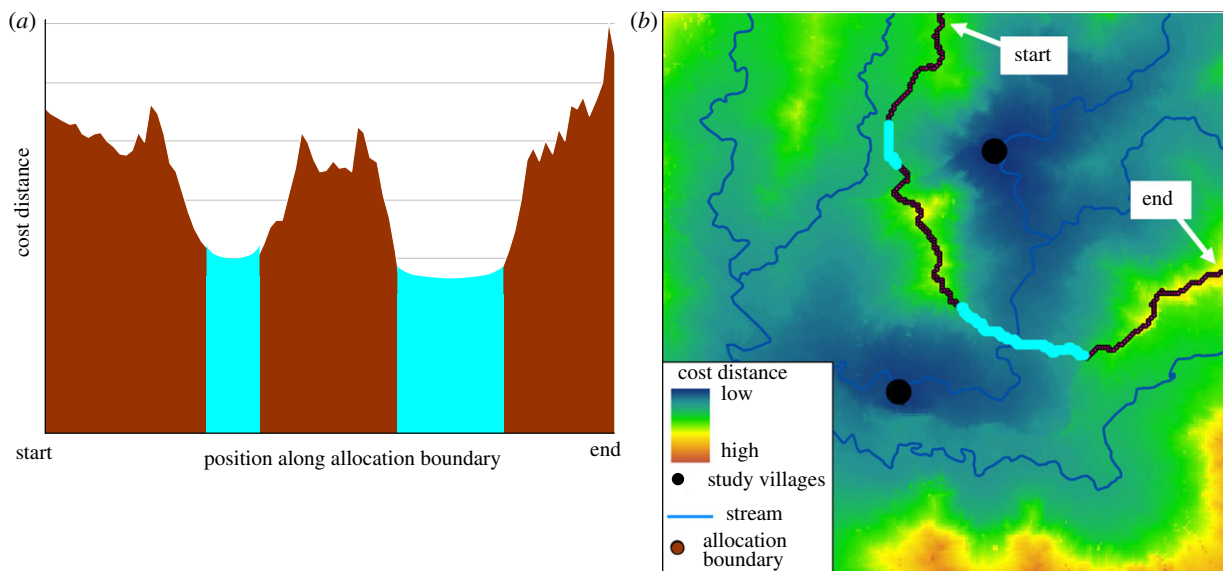 (a)
cost distance
start
position along allocation boundary
end
(b)
start
end
cost distance
low
high
study villages
stream
allocation
boundary